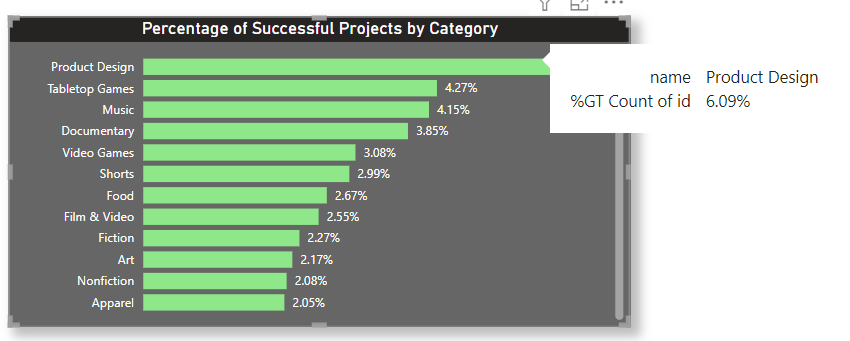 Percentage of Successful Projects by Category
Product Design
name Product Design
Tabletop Games 4.27%
%GT Count of id 6.09%
Music 4.15%
Documentary 3.85%
Video Games 3.08%
Shorts 2.99%
Food 2.67%
Film & Video 2.55%
Fiction 2.27%
Art 2.17%
Nonfiction 2.08%
Apparel 2.05%